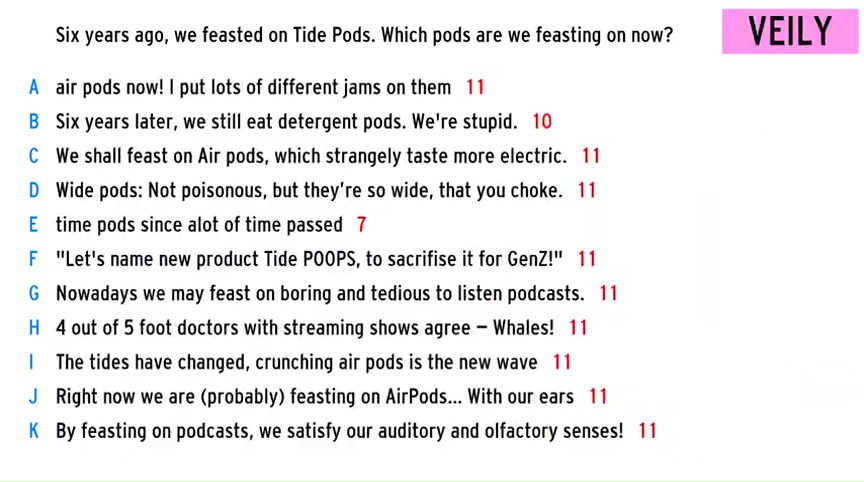 Six years ago, we feasted on Tide Pods. Which pods are we feasting on now?
VEILY
A air pods now! I put lots of different jams on them 11
B Six years later, we still eat detergent pods. We're stupid. 10
C We shall feast on Air pods, which strangely taste more electric. 11
D Wide pods: Not poisonous, but they're so wide, that you choke. 11
E time pods since alot of time passed 7
F "Let's name new product Tide POOPS, to sacrifise it for GenZ!" 11
G Nowadays we may feast on boring and tedious to listen podcasts. 11
H 4 out of 5 foot doctors with streaming shows agree – Whales! 11
I The tides have changed, crunching air pods is the new wave 11
J Right now we are (probably) feasting on AirPods... With our ears 11
K By feasting on podcasts, we satisfy our auditory and olfactory senses! 11